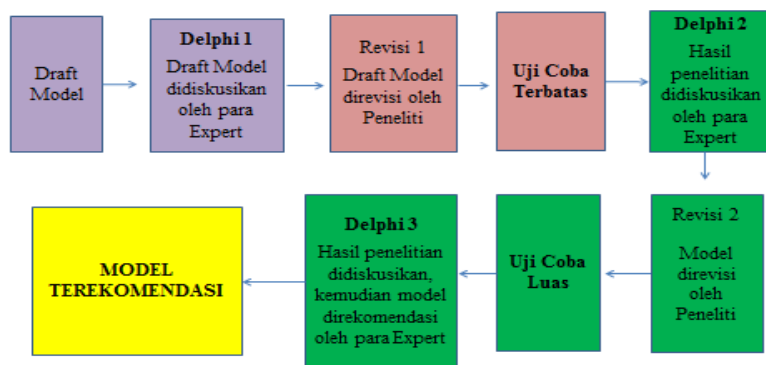 Draft
Model
Delphi 1
Draft Model
didiskusikan
oleh para
Expert
Revisi 1
Draft Model
direvisi oleh
Peneliti
Uji Coba
Terbatas
Delphi 2
Hasil
penelitian
didiskusikan
oleh para
Expert
Revisi 2
Model
direvisi
oleh
Peneliti
Uji Coba
Luas
Delphi 3
Hasil penelitian
didiskusikan,
kemudian model
direkomendasi
oleh para Expert
MODEL
TEREKOMENDASI